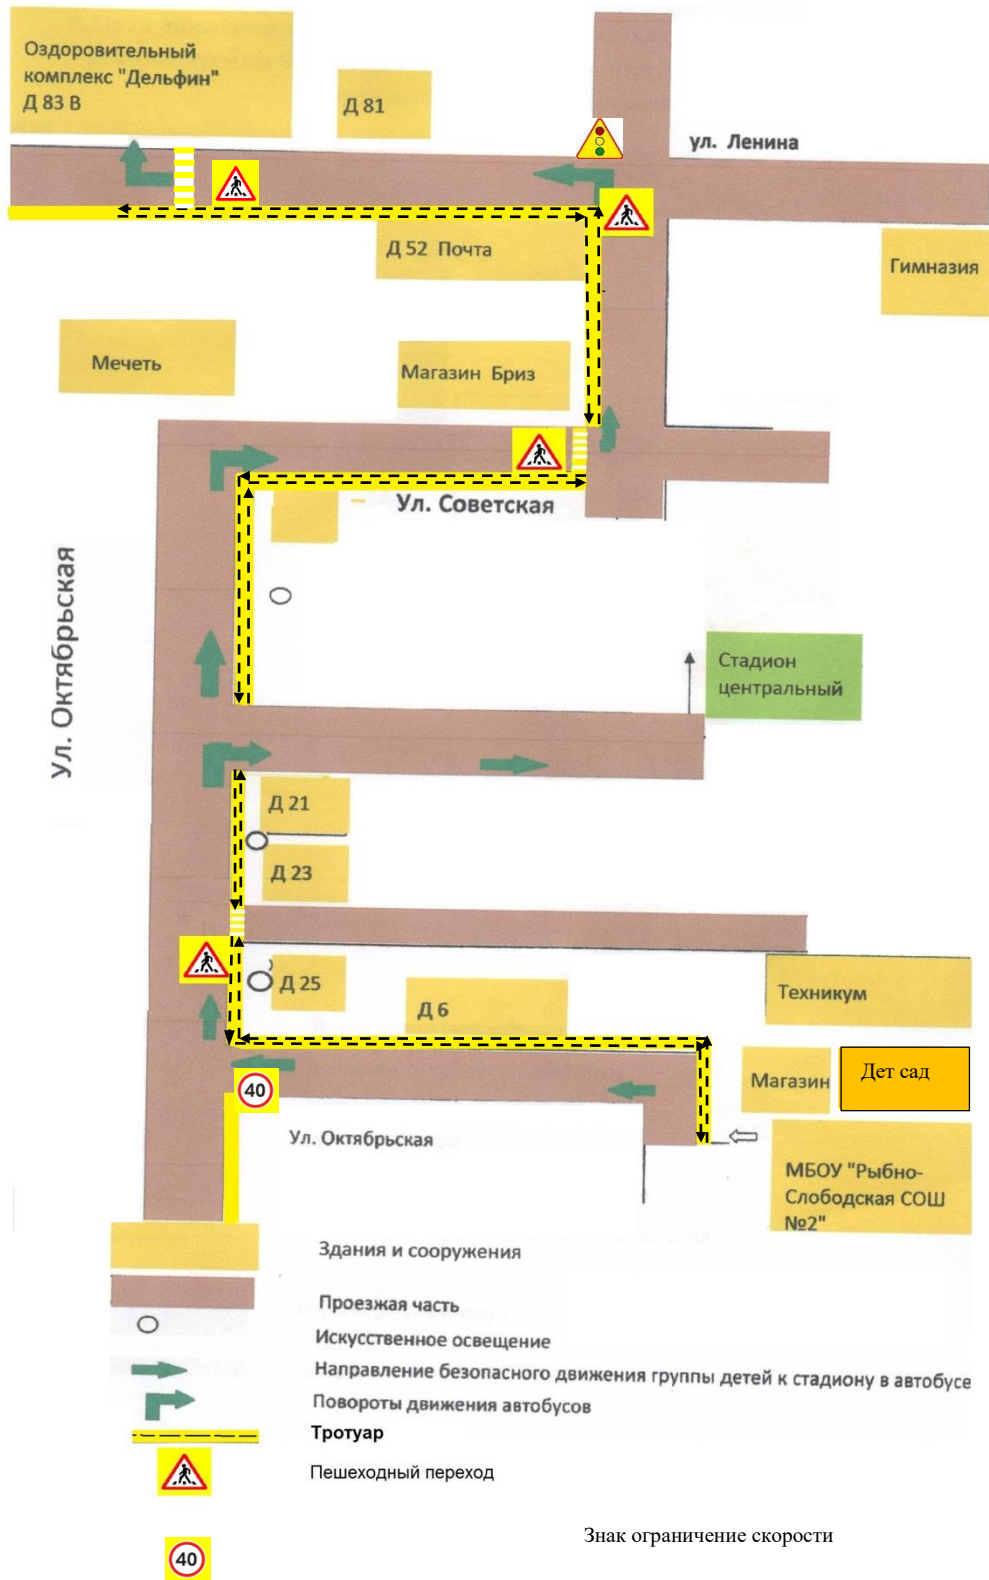 Оздоровительный
комплекс "Дельфин"
Д 83 В
Д 81
ул. Ленина
Д 52 Почта
Гимназия
Мечеть
Магазин Бриз
Ул. Советская
Ул. Октябрьская
Стадион
центральный
Д 21
Д 23
Д 25
Д 6
Техникум
Магазин
Дет сад
40
Ул. Октябрьская
МБОУ "Рыбно-
Слободская СОШ
№2"
Здания и сооружения
Проезжая часть
Искусственное освещение
Направление безопасного движения группы детей к стадиону в автобусе
Повороты движения автобусов
Тротуар
Пешеходный переход
Знак ограничение скорости
40